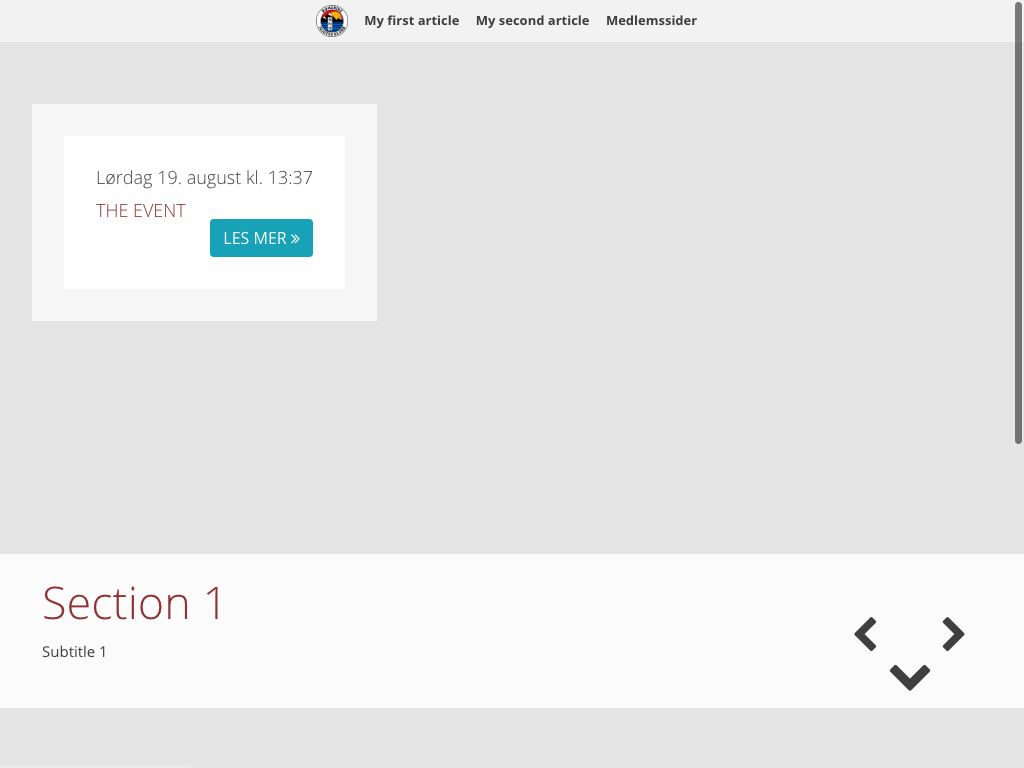 My first article My second article Medlemssider
Lørdag 19. august kl. 13:37
THE EVENT
LES MER »
Section 1
Subtitle 1